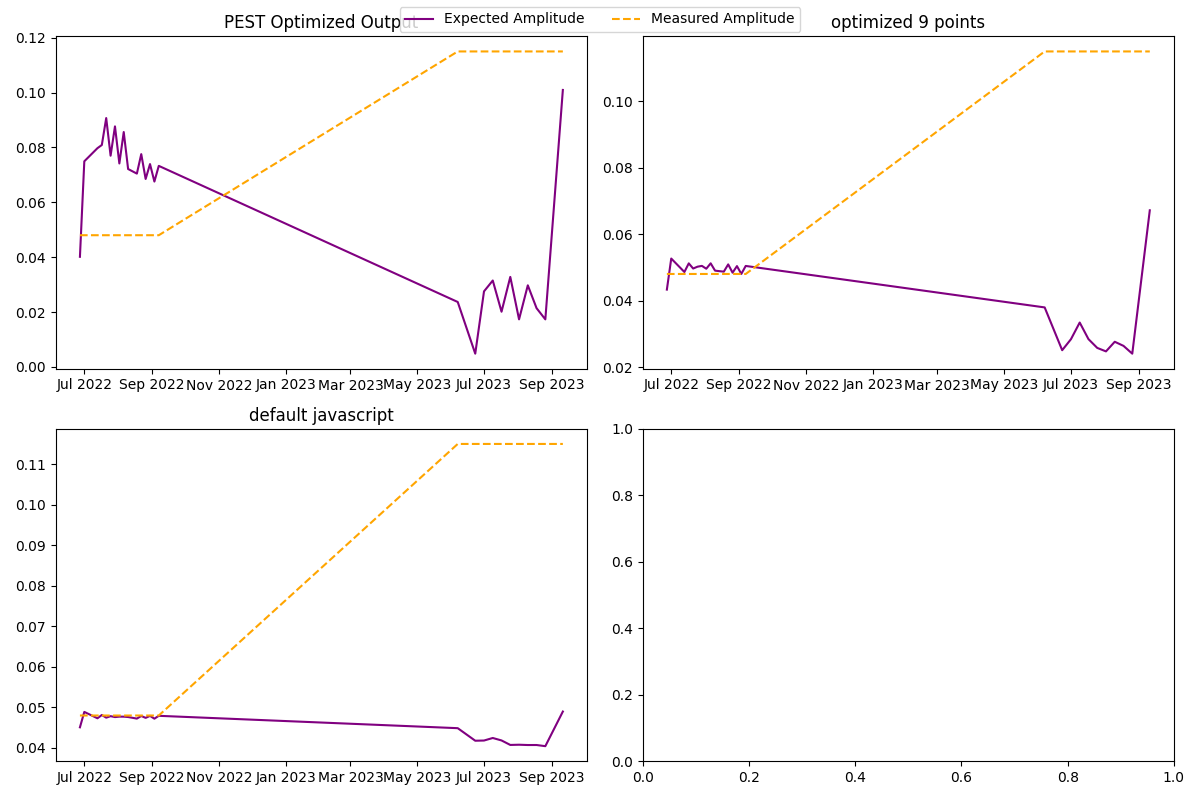 PEST Optimized Output
Expected Amplitude
Measured Amplitude
optimized 9 points
0.12
0.10
0.08
0.06
0.04
0.02
0.00
Jul 2022 Sep 2022 Nov 2022 Jan 2023 Mar 2023 May 2023 Jul 2023 Sep 2023
0.10
0.08
0.06
0.04
0.02
Jul 2022 Sep 2022 Nov 2022 Jan 2023 Mar 2023 May 2023 Jul 2023 Sep 2023
default javascript
0.11
0.10
0.09
0.08
0.07
0.06
0.05
0.04
Jul 2022 Sep 2022 Nov 2022 Jan 2023 Mar 2023 May 2023 Jul 2023 Sep 2023
1.0
0.8
0.6
0.4
0.2
0.0
0.0 0.2 0.4 0.6 0.8 1.0